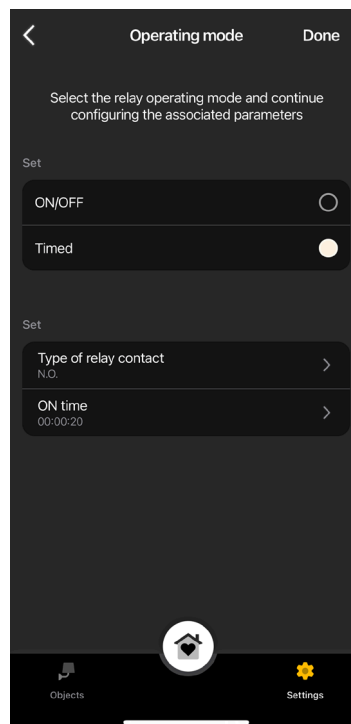 Operating mode
Done
Select the relay operating mode and continue
configuring the associated parameters
Set
ON/OFF
Timed
Set
Type of relay contact
N.O.
ON time
00:00:20
Objects
Settings